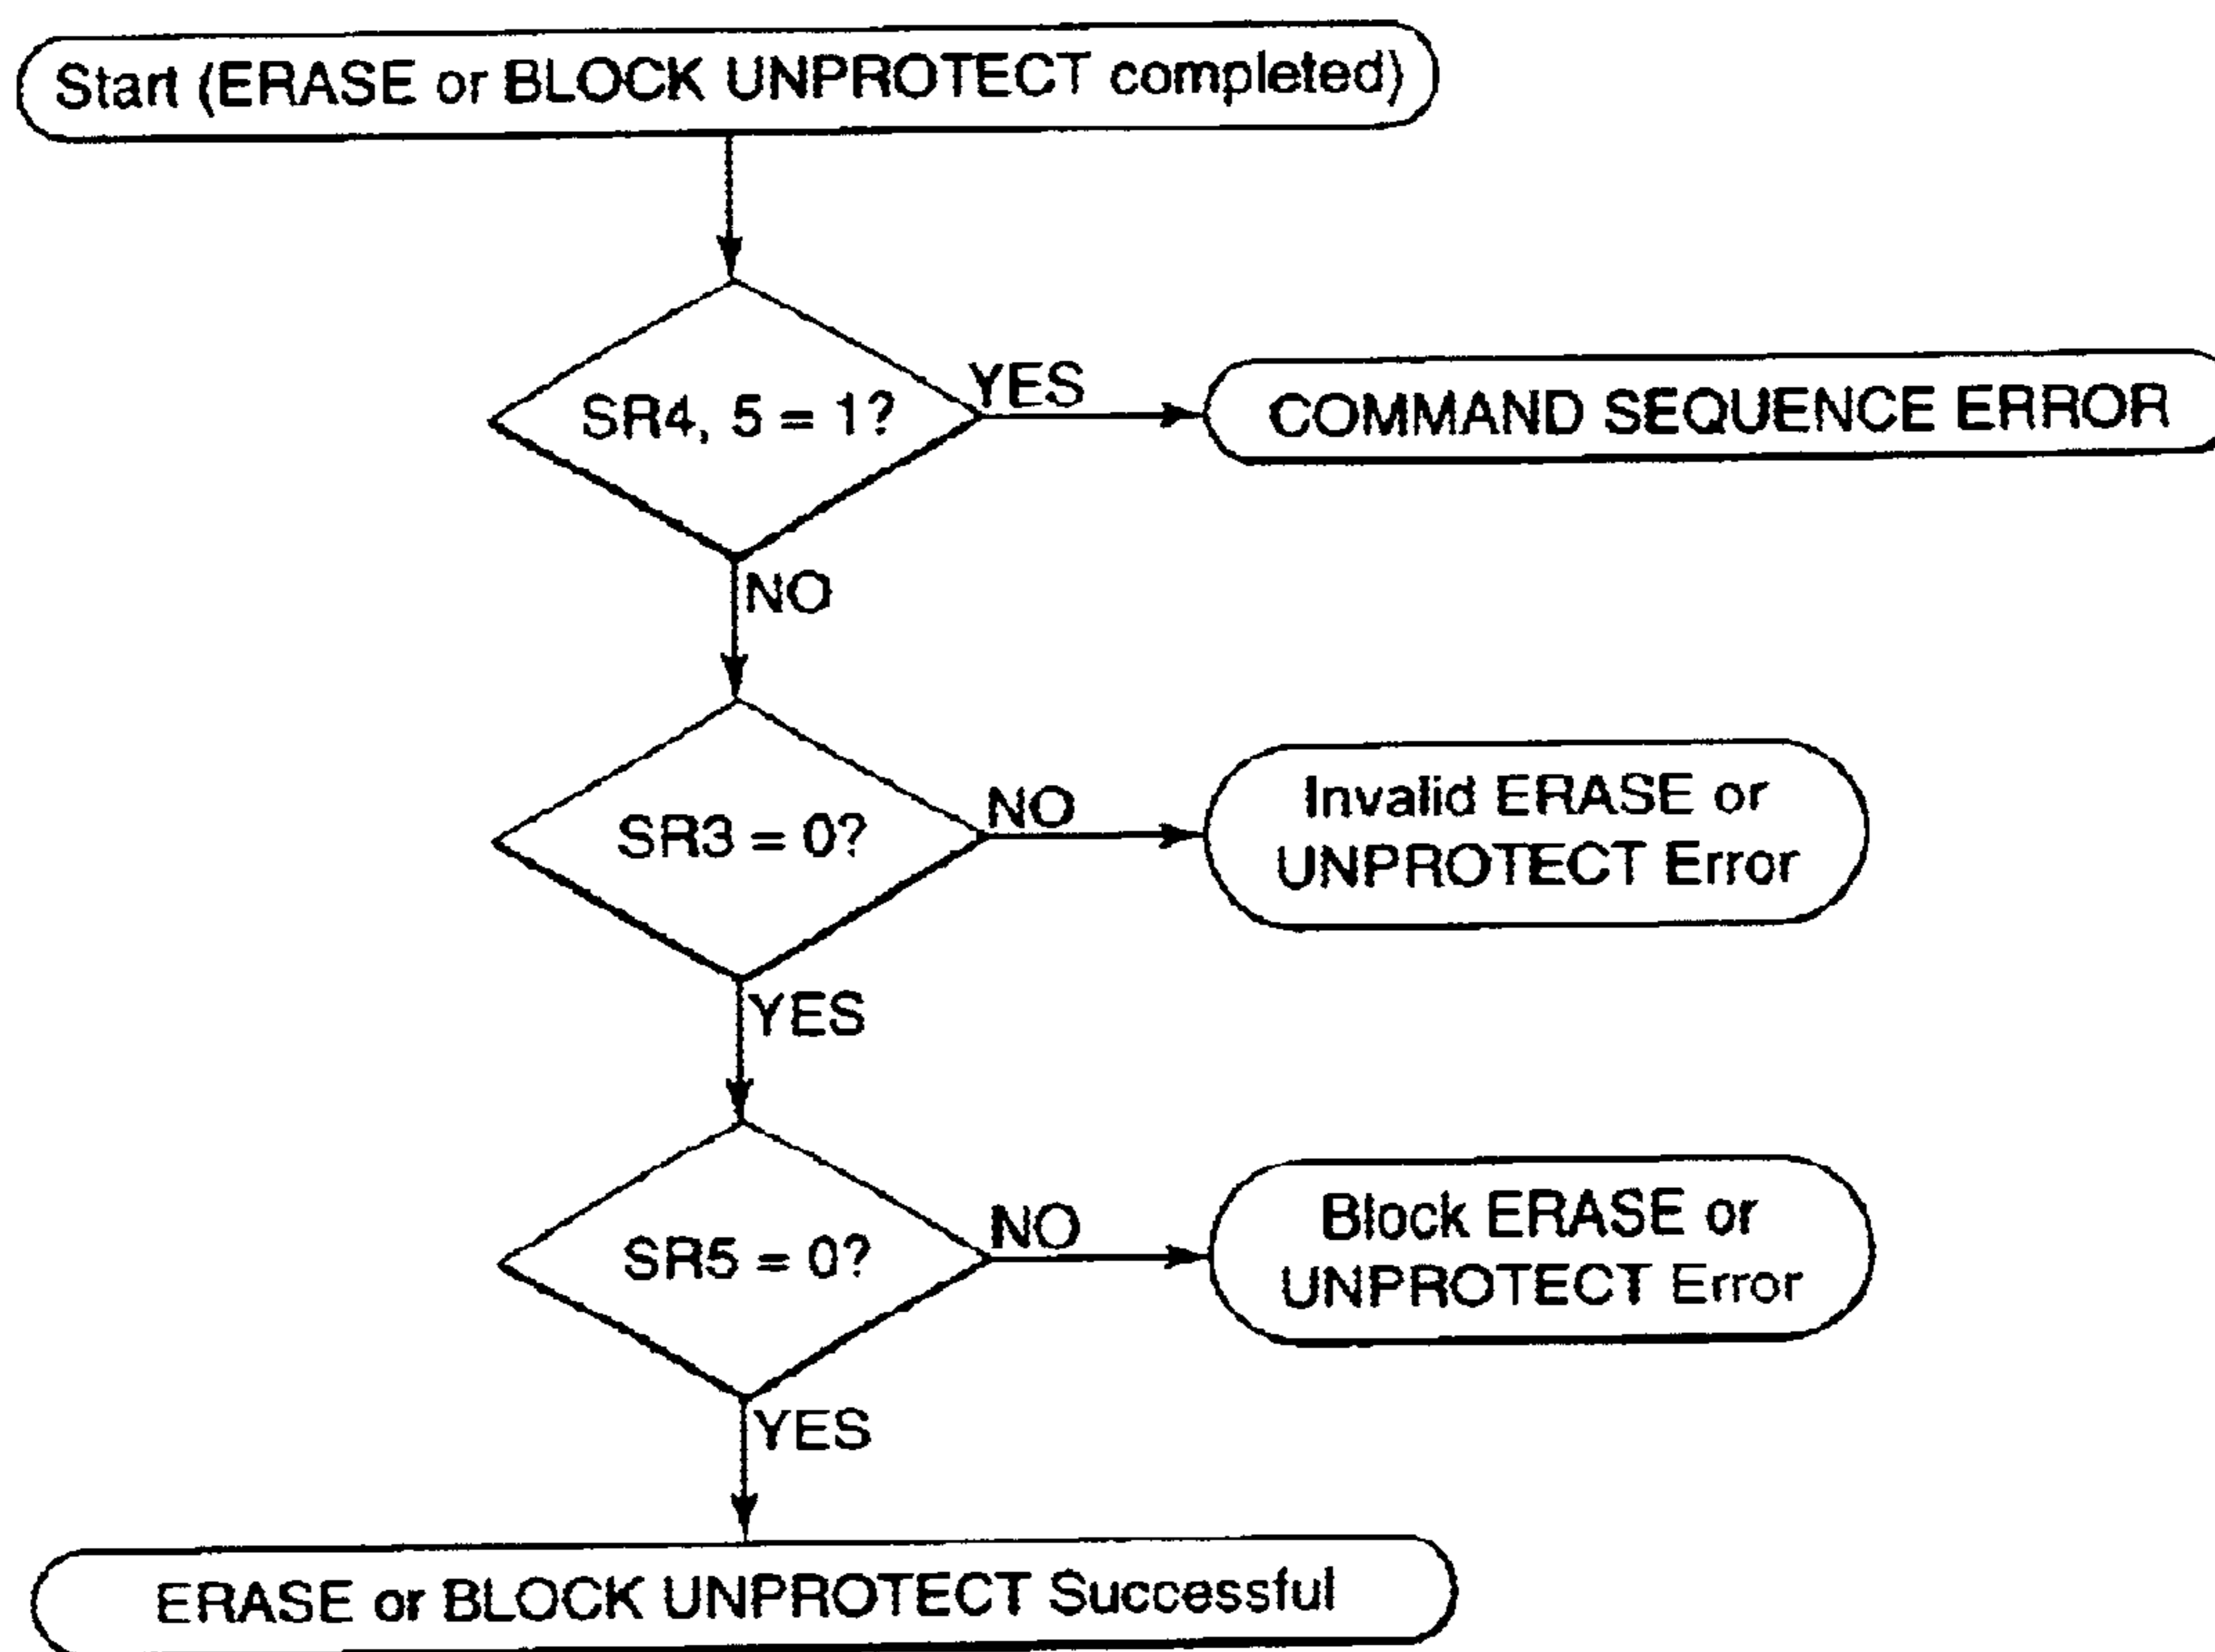 Start (ERASE or BLOCK UNPROTECT completed)
SR4, 5 = 1?
YES
COMMAND SEQUENCE ERROR
NO
SR3 = 0?
NO
Invalid ERASE or
UNPROTECT Error
YES
SR5 = 0?
NO
Block ERASE or
UNPROTECT Error
YES
ERASE or BLOCK UNPROTECT Successful